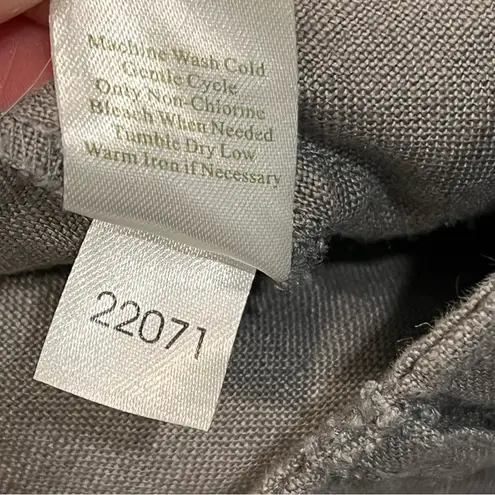 Machine Wash Cold
Gentle Cycle
Only Non-Chlorine
Bleach When Needed
Tumble Dry Low
Warm Iron if Necessary
22071